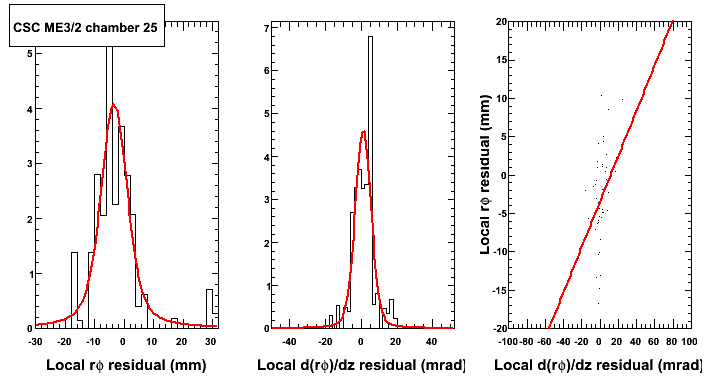 CSC ME3/2 chamber 25
5
4
3
2
1
0
-30 -20 -10 0 10 20 30
Local rϕ residual (mm)
7
6
5
4
3
2
1
0
-40 -20 0 20 40
Local d(rϕ)/dz residual (mrad)
Local rϕ residual (mm)
20
15
10
5
0
-5
-10
-15
-20
-100 -80 -60 -40 -20 0 20 40 60 80 100
Local d(rϕ)/dz residual (mrad)